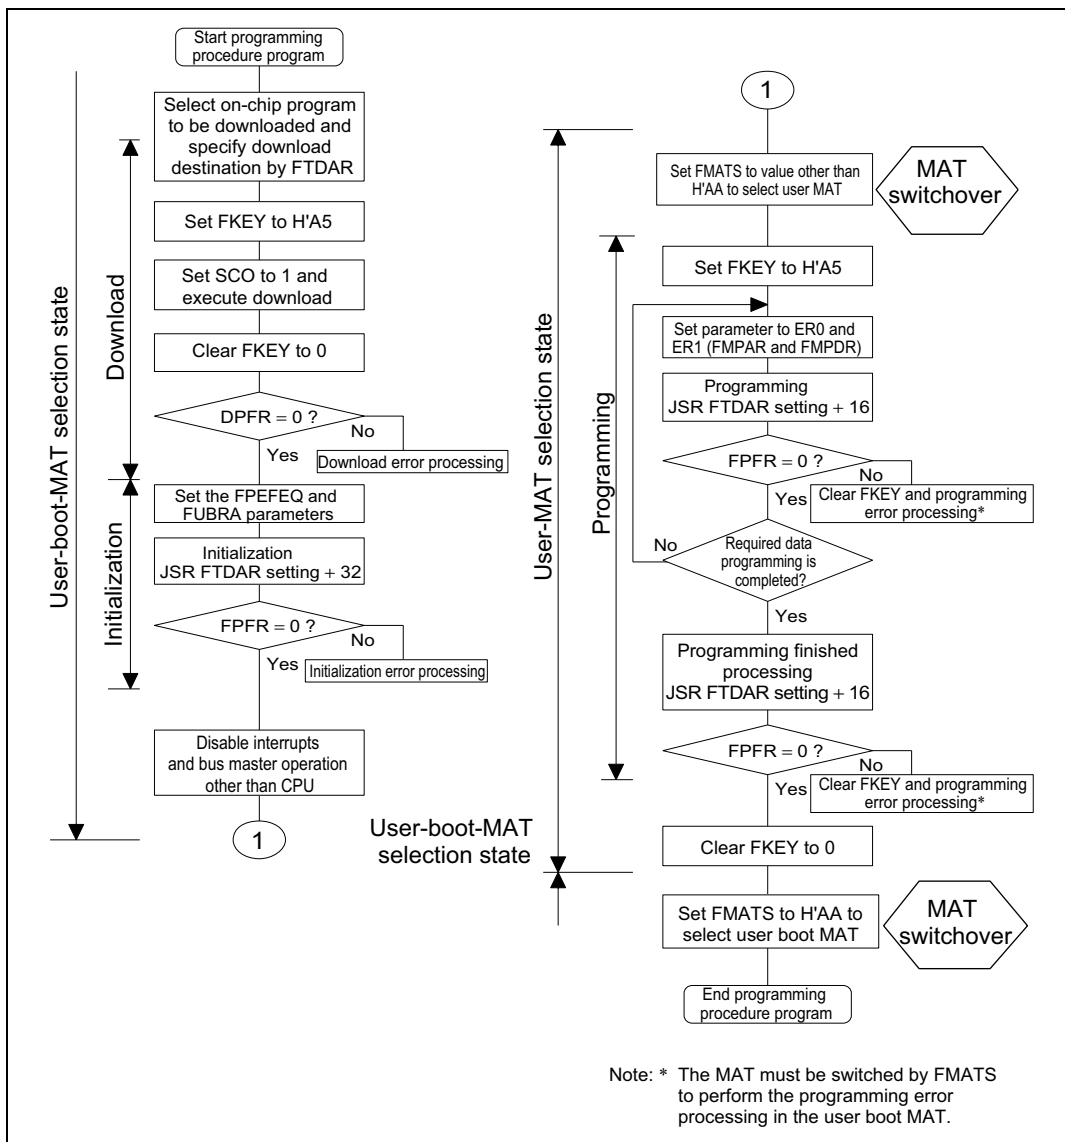 Start programming
procedure program
Select on-chip program
to be downloaded and
specify download
destination by FTDAR
Set FKEY to H'A5
Set SCO to 1 and
execute download
Clear FKEY to 0
DPFR = 0 ?
No
Yes
Download error processing
Set the FPEFEQ and
FUBRA parameters
Initialization
JSR FTDAR setting + 32
FPFR = 0 ?
No
Yes
Initialization error processing
Disable interrupts
and bus master operation
other than CPU
1
User-boot-MAT selection state
Download
Initialization
1
Set FMATS to value other than
H'AA to select user MAT
MAT
switchover
Set FKEY to H'A5
Set parameter to ER0 and
ER1 (FMPAR and FMPDR)
Programming
JSR FTDAR setting + 16
FPFR = 0 ?
No
Yes
Clear FKEY and programming
error processing*
No
Required data
programming is
completed?
Yes
Programming finished
processing
JSR FTDAR setting + 16
FPFR = 0 ?
No
Yes
Clear FKEY and programming
error processing*
Clear FKEY to 0
User-MAT selection state
Programming
User-boot-MAT
selection state
Set FMATS to H'AA to
select user boot MAT
MAT
switchover
End programming
procedure program
Note: * The MAT must be switched by FMATS
to perform the programming error
processing in the user boot MAT.